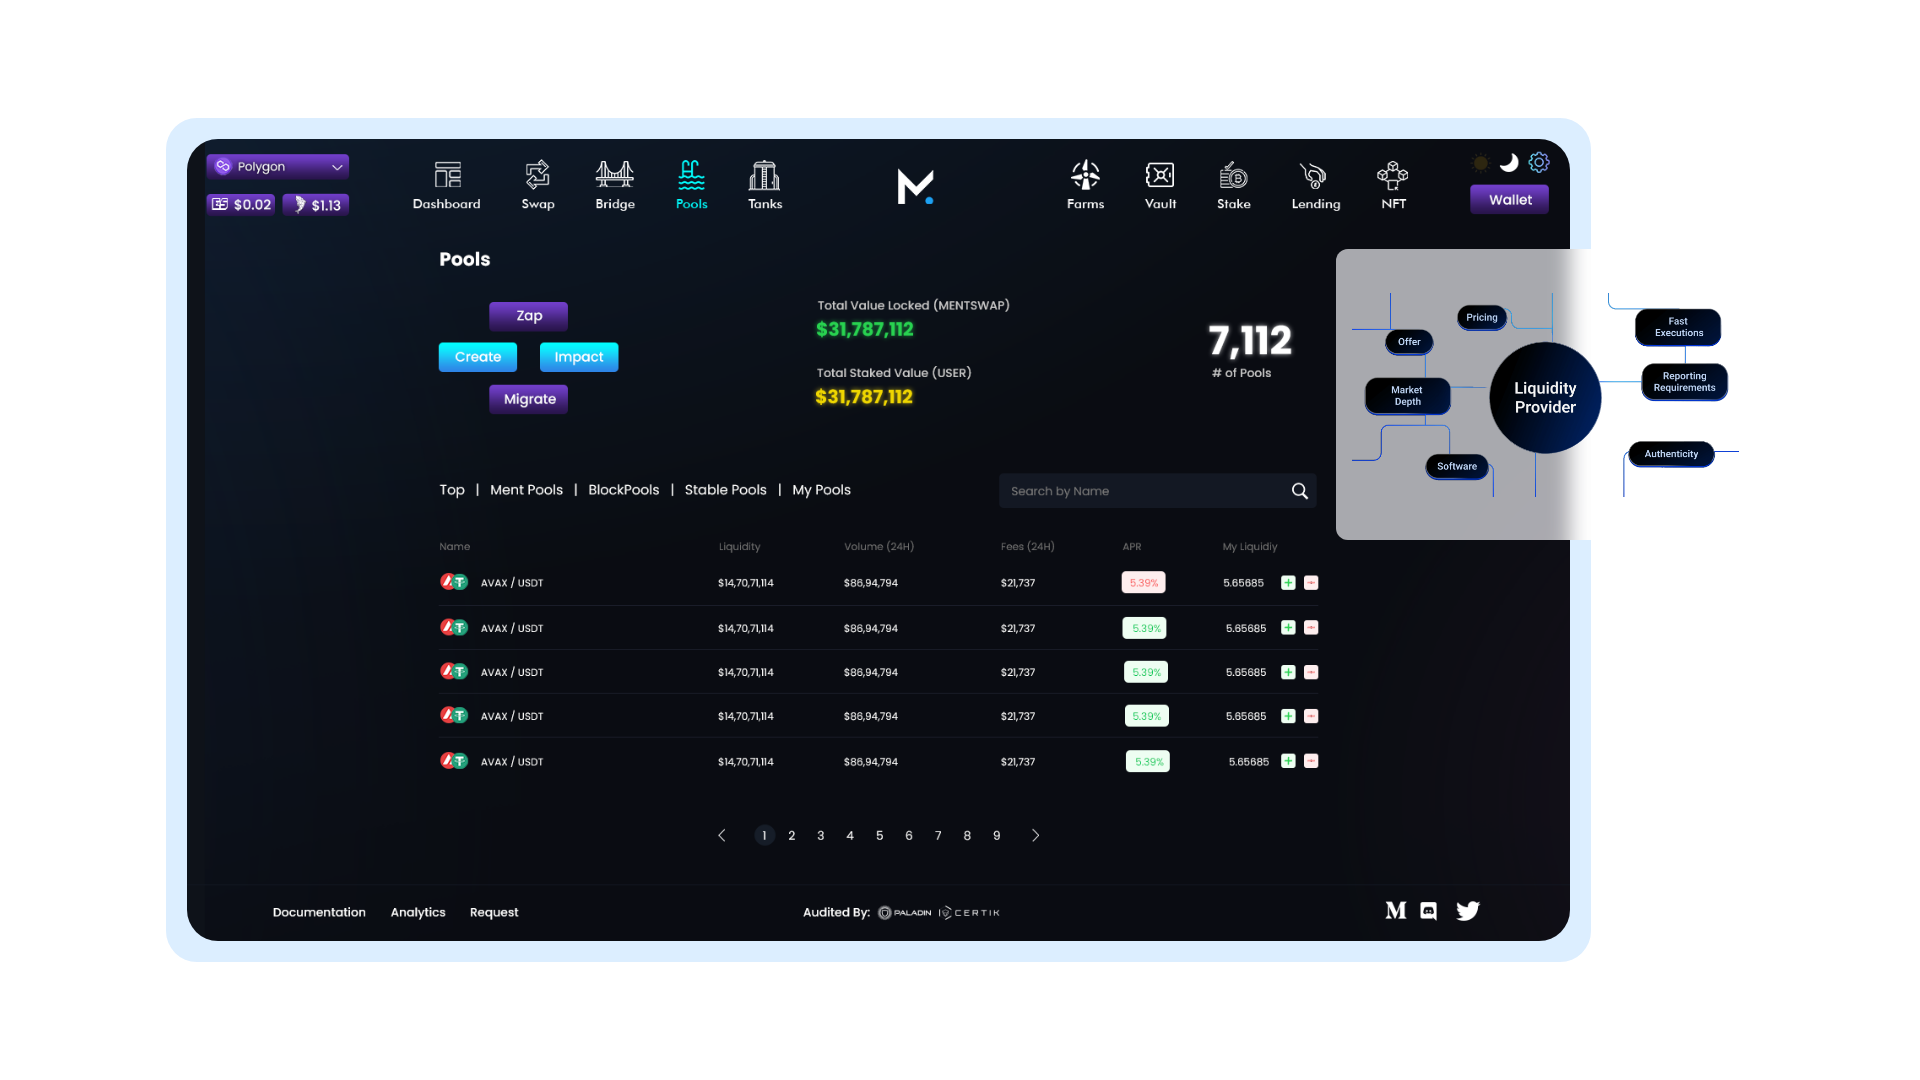 Polygon
$0.02
$1.13
Dashboard
Swap
Bridge
Pools
Tanks
Farms
Vault
Stake
Lending
NFT
Wallet
Pools
Zap
Create
Impact
Migrate
Total Value Locked (MENTSWAP)
$31,787,112
Total Staked Value (USER)
$31,787,112
7,112
# of Pools
Pricing
Offer
Market
Depth
Software
Liquidity
Provider
Fast
Executions
Reporting
Requirements
Authenticity
Top | Ment Pools | BlockPools | Stable Pools | My Pools
Search by Name
Name Liquidity Volume (24H) Fees (24H) APR My Liquidiy
AVAX / USDT $14,70,71,114 $86,94,794 $21,737 5.39% 5.65685
AVAX / USDT $14,70,71,114 $86,94,794 $21,737 5.39% 5.65685
AVAX / USDT $14,70,71,114 $86,94,794 $21,737 5.39% 5.65685
AVAX / USDT $14,70,71,114 $86,94,794 $21,737 5.39% 5.65685
AVAX / USDT $14,70,71,114 $86,94,794 $21,737 5.39% 5.65685
1 2 3 4 5 6 7 8 9
Documentation Analytics Request
Audited By: PALADIN CERTIK